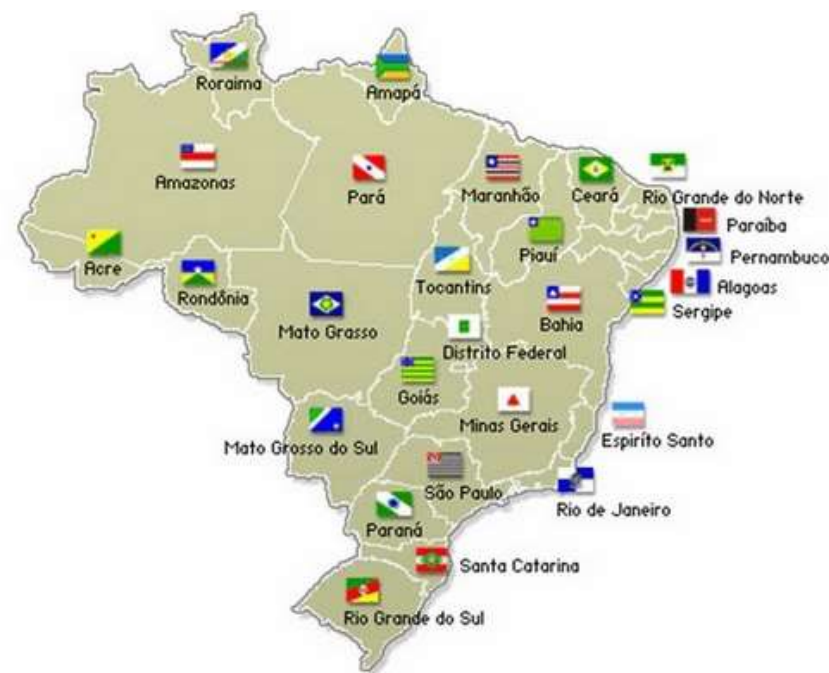 Roraima
Amapá
Amazonas
Pará
Maranhão
Ceará
Rio Grande do Norte
Paraíba
Piauí
Pernambuco
Acre
Rondônia
Tocantins
Alagoas
Sergipe
Mato Grasso
Bahia
Distrito Federal
Goiás
Minas Gerais
Espiríto Santo
Mato Grosso do Sul
São Paulo
Rio de Janeiro
Paraná
Santa Catarina
Rio Grande do Sul